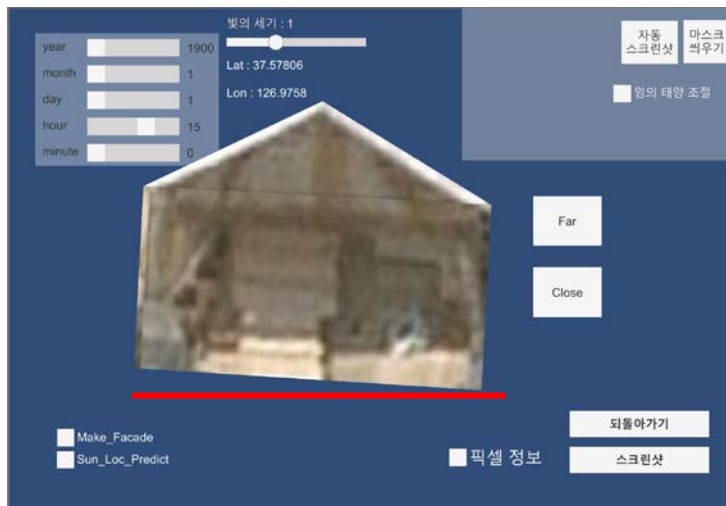 빛의 세기 : 1
자동
스크린샷
마스크
씌우기
year 1900
month 1
day 1
hour 15
minute 0
Lat : 37.57806
Lon : 126.9758
임의 태양 조절
Far
Close
Make_Facade
Sun_Loc_Predict
픽셀 정보
되돌아가기
스크린샷